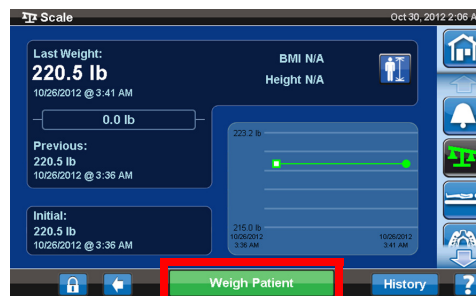 Scale
Oct 30, 2012 2:06 A
Last Weight:
220.5 lb
10/26/2012 @ 3:41 AM
BMI N/A
Height N/A
0.0 lb
Previous:
220.5 lb
10/26/2012 @ 3:36 AM
Initial:
220.5 lb
10/26/2012 @ 3:36 AM
223.2 lb
215.0 lb
10/26/2012
3:36 AM
10/26/2012
3:41 AM
Weigh Patient
History
?